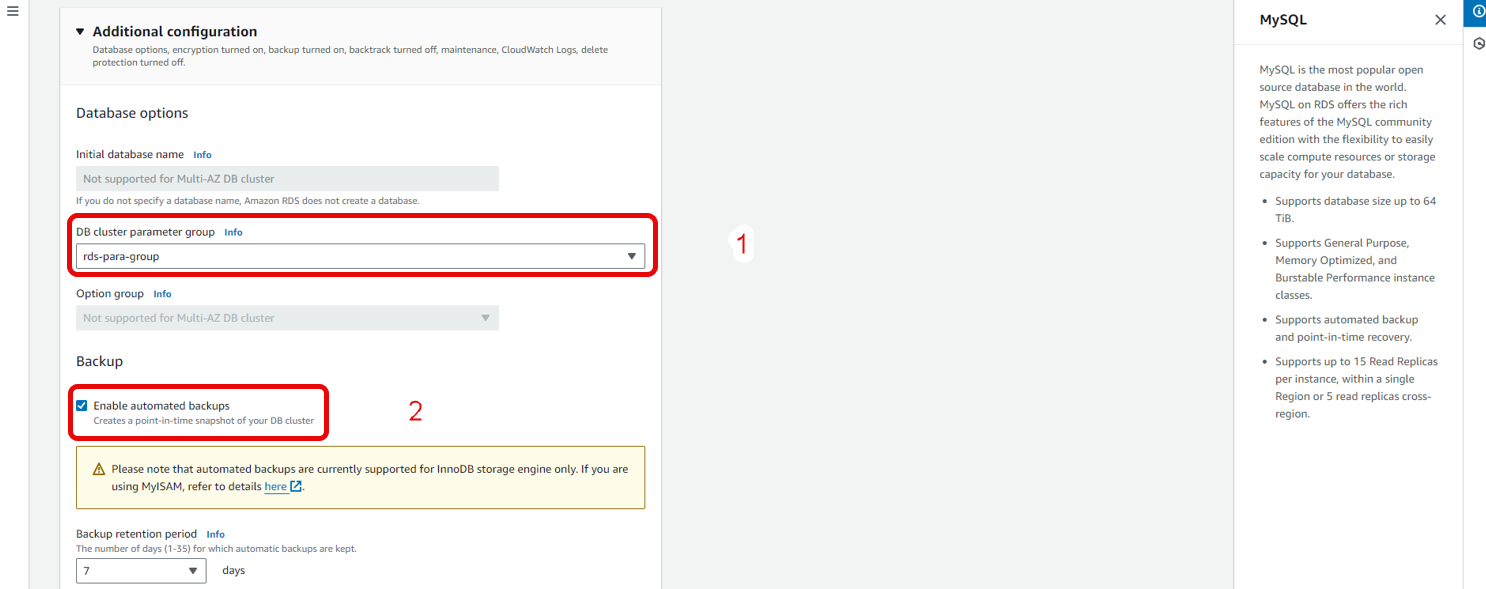 Additional configuration
Database options, encryption turned on, backup turned on, backtrack turned off, maintenance, CloudWatch Logs, delete
protection turned off.
Database options
Initial database name Info
Not supported for Multi-AZ DB cluster
If you do not specify a database name, Amazon RDS does not create a database.
DB cluster parameter group Info
rds-para-group
1
Option group Info
Not supported for Multi-AZ DB cluster
Backup
Enable automated backups
Creates a point-in-time snapshot of your DB cluster
2
Please note that automated backups are currently supported for InnoDB storage engine only. If you are
using MyISAM, refer to details here.
Backup retention period Info
The number of days (1-35) for which automatic backups are kept.
7 days
MySQL
MySQL is the most popular open
source database in the world.
MySQL on RDS offers the rich
features of the MySQL community
edition with the flexibility to easily
scale compute resources or storage
capacity for your database.
• Supports database size up to 64
TiB.
• Supports General Purpose,
Memory Optimized, and
Burstable Performance instance
classes.
• Supports automated backup
and point-in-time recovery.
• Supports up to 15 Read Replicas
per instance, within a single
Region or 5 read replicas cross-
region.